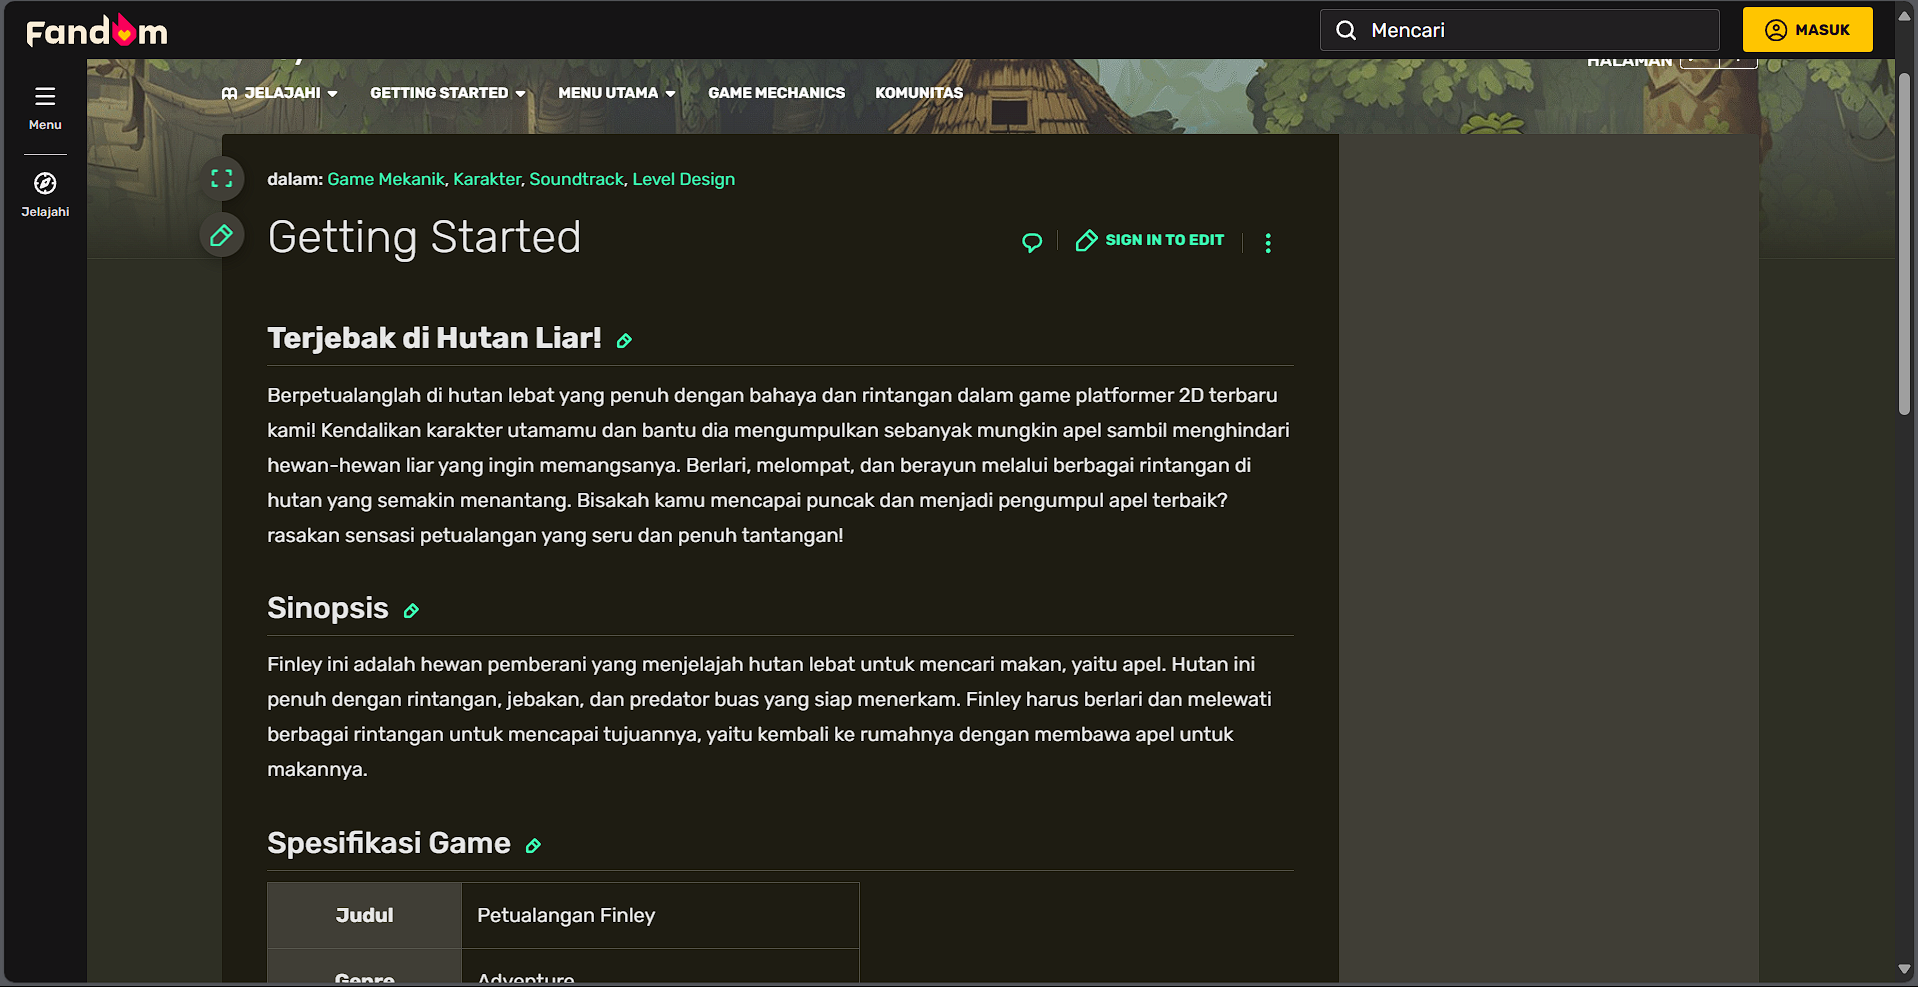 Fandom
Mencari
MASUK
HALAMAN
Menu
Jelajahi
JELAJAHI
GETTING STARTED
MENU UTAMA
GAME MECHANICS
KOMUNITAS
dalam: Game Mekanik, Karakter, Soundtrack, Level Design
Getting Started
SIGN IN TO EDIT
Terjebak di Hutan Liar!
Berpetualanglah di hutan lebat yang penuh dengan bahaya dan rintangan dalam game platformer 2D terbaru
kami! Kendalikan karakter utamamu dan bantu dia mengumpulkan sebanyak mungkin apel sambil menghindari
hewan-hewan liar yang ingin memangsanya. Berlari, melompat, dan berayun melalui berbagai rintangan di
hutan yang semakin menantang. Bisakah kamu mencapai puncak dan menjadi pengumpul apel terbaik?
rasakan sensasi petualangan yang seru dan penuh tantangan!
Sinopsis
Finley ini adalah hewan pemberani yang menjelajah hutan lebat untuk mencari makan, yaitu apel. Hutan ini
penuh dengan rintangan, jebakan, dan predator buas yang siap menerkam. Finley harus berlari dan melewati
berbagai rintangan untuk mencapai tujuannya, yaitu kembali ke rumahnya dengan membawa apel untuk
makannya.
Spesifikasi Game
Judul
Petualangan Finley
Genre
Adventure